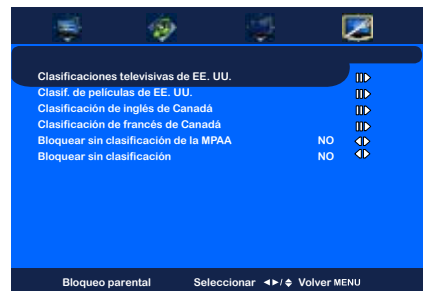 Clasificaciones televisivas de EE. UU.
Clasif. de películas de EE. UU.
Clasificación de inglés de Canadá
Clasificación de francés de Canadá
Bloquear sin clasificación de la MPAA NO
Bloquear sin clasificación NO
Bloqueo parental Seleccionar ◄►/◆ Volver MENU